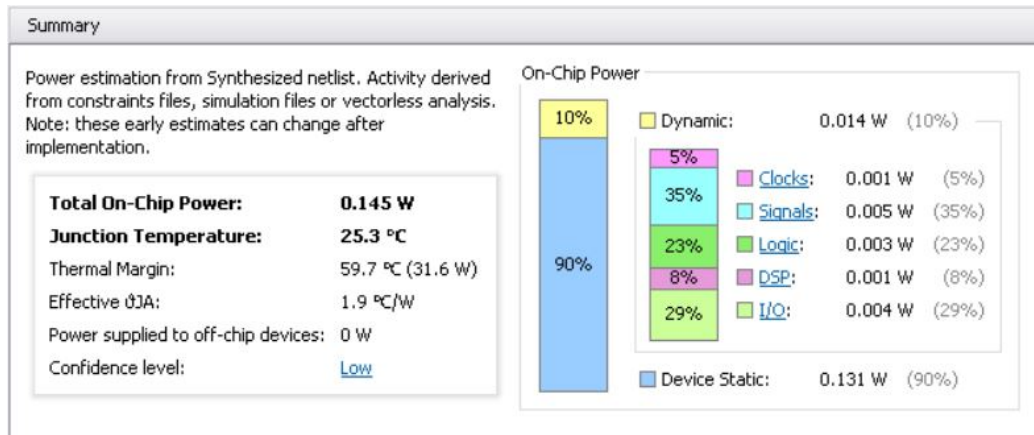 Summary
Power estimation from Synthesized netlist. Activity derived
from constraints files, simulation files or vectorless analysis.
Note: these early estimates can change after
implementation.
Total On-Chip Power: 0.145 W
Junction Temperature: 25.3 ºC
Thermal Margin: 59.7 ºC (31.6 W)
Effective ϑJA: 1.9 ºC/W
Power supplied to off-chip devices: 0 W
Confidence level: Low
On-Chip Power
10%
90%
Dynamic: 0.014 W (10%)
5%
35%
23%
8%
29%
Clocks: 0.001 W (5%)
Signals: 0.005 W (35%)
Logic: 0.003 W (23%)
DSP: 0.001 W (8%)
I/O: 0.004 W (29%)
Device Static: 0.131 W (90%)